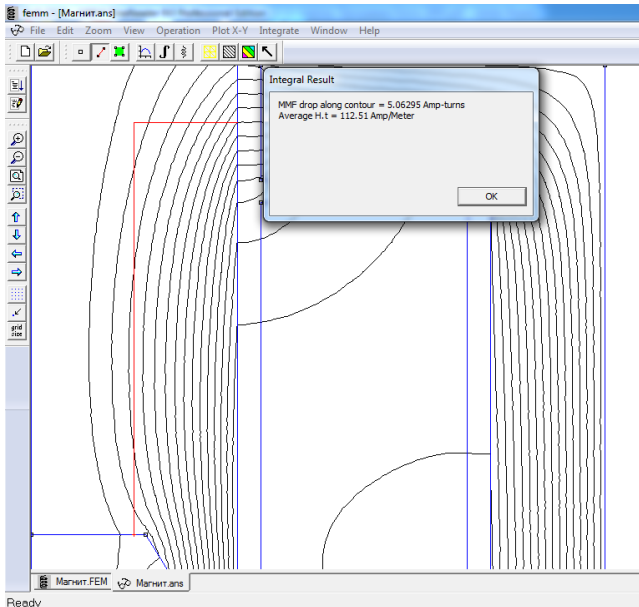 femm - [Магнит.ans]
File Edit Zoom View Operation Plot X-Y Integrate Window Help
Integral Result
MMF drop along contour = 5.06295 Amp-turns
Average H.t = 112.51 Amp/Meter
OK
grid
size
Магнит.FEM Магнит.ans
Ready